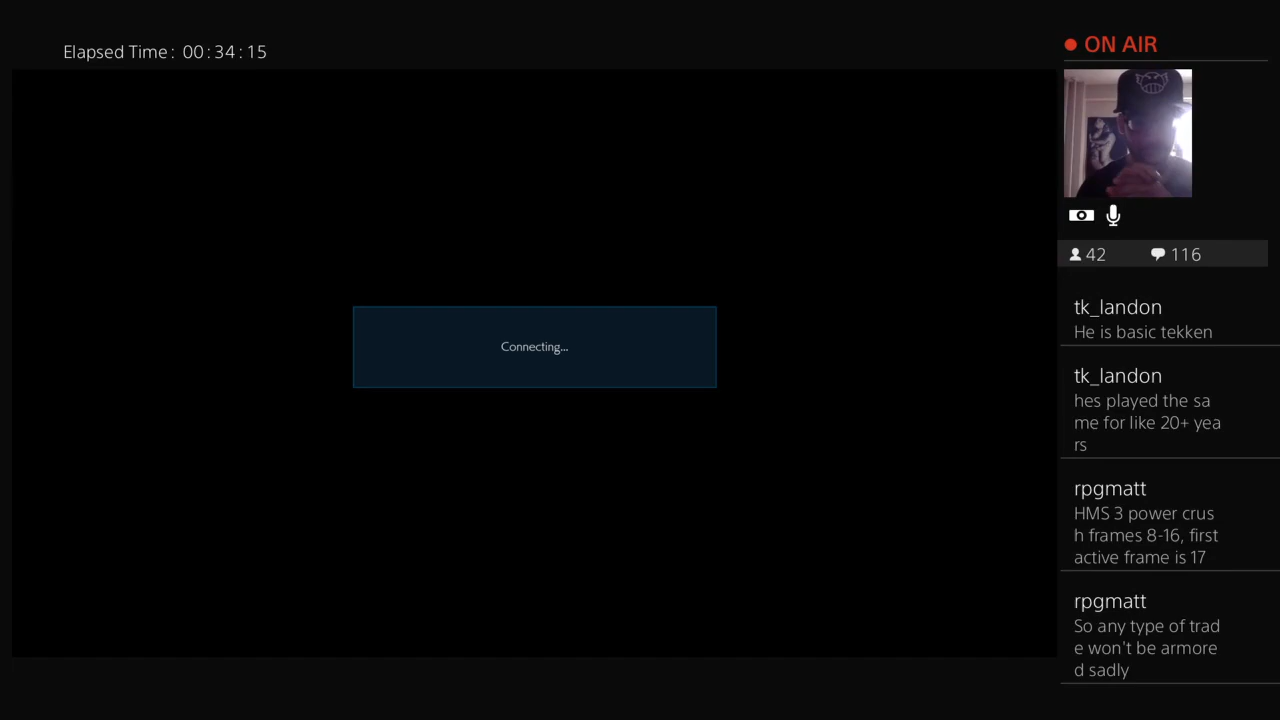 Elapsed Time: 00:34:15
ON AIR
42 116
Connecting...
tk_landon
He is basic tekken
tk_landon
hes played the sa
me for like 20+ yea
rs
rpgmatt
HMS 3 power crus
h frames 8-16, first
active frame is 17
rpgmatt
So any type of trad
e won't be armore
d sadly